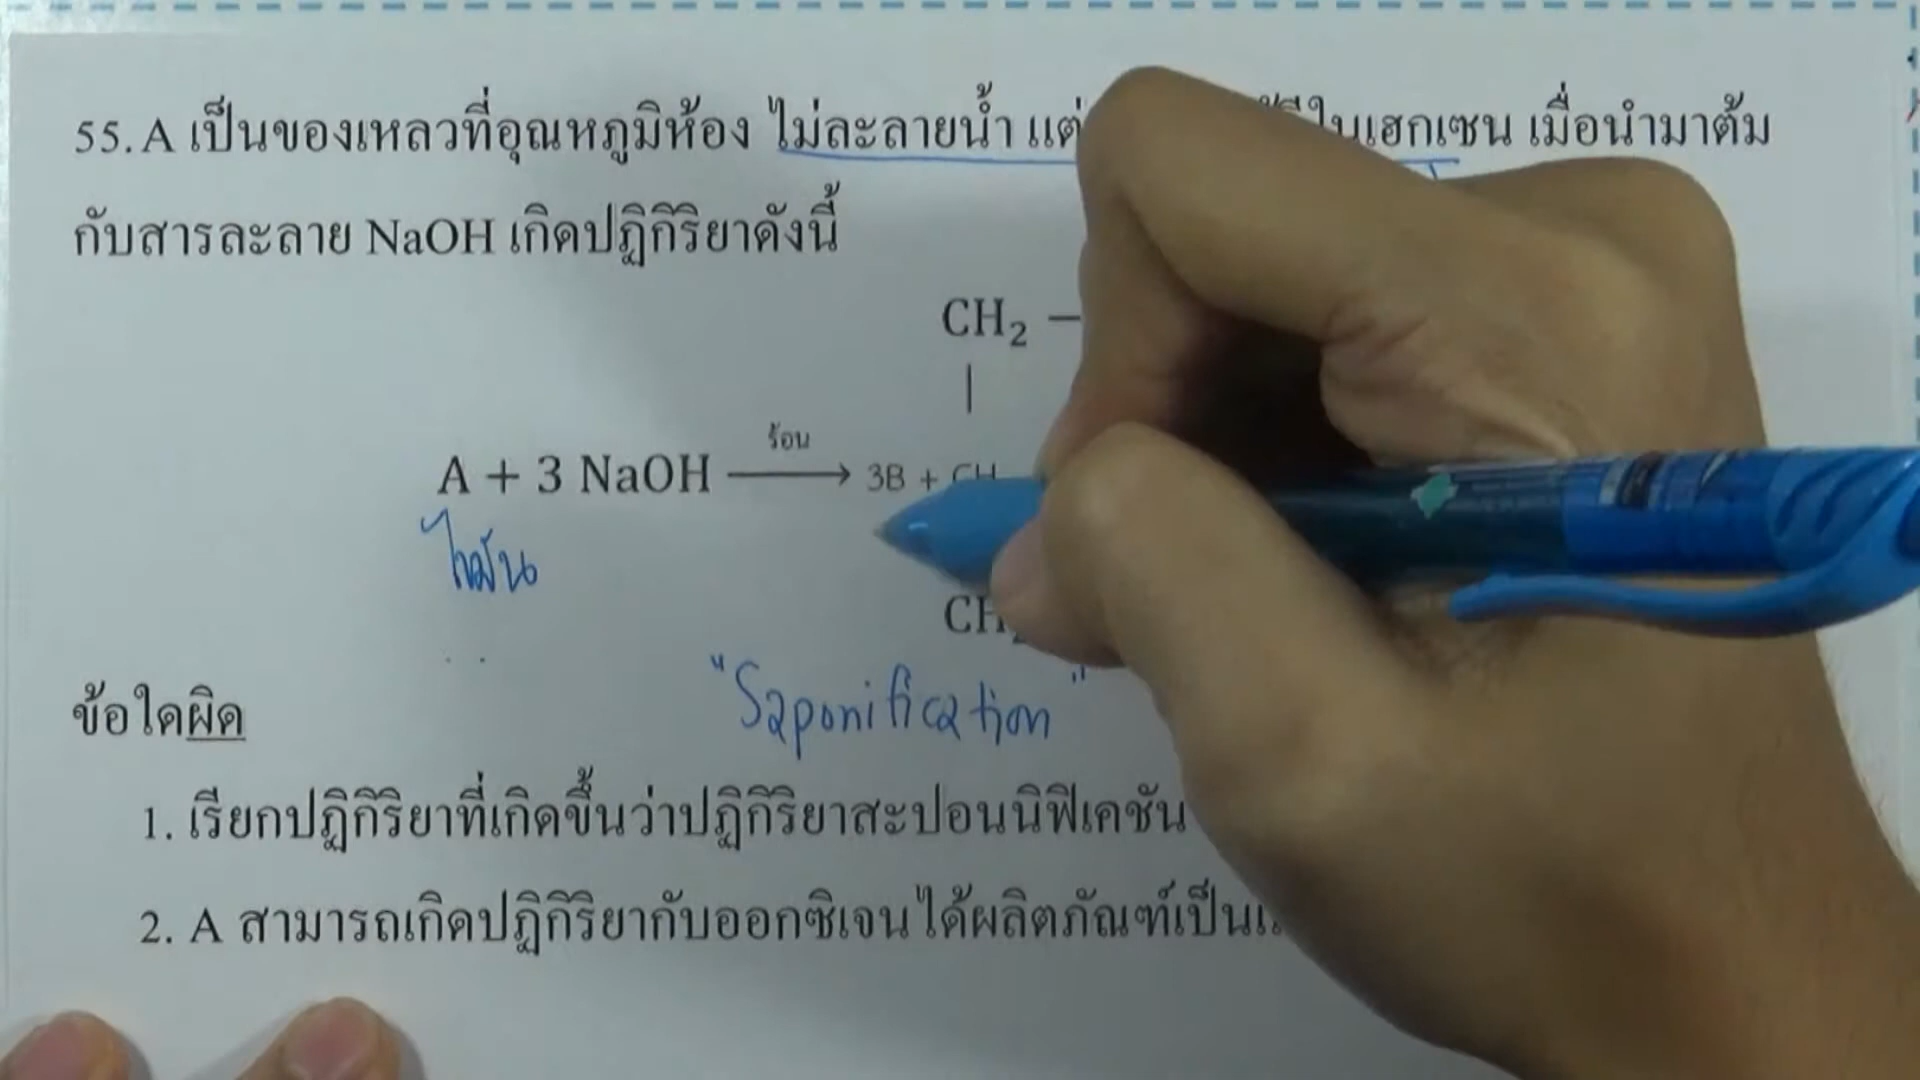 55. A เป็นของเหลวที่อุณหภูมิห้อง ไม่ละลายน้ำ แต่ ในเฮกเซน เมื่อนำมาต้ม
กับสารละลาย NaOH เกิดปฏิกิริยาดังนี้
CH₂ –
|
A + 3 NaOH ร้อน ⟶ 3B + CH
ไขมัน
CH₂
"Saponification"
ข้อใดผิด
1. เรียกปฏิกิริยาที่เกิดขึ้นว่าปฏิกิริยาสะปอนนิฟิเคชัน
2. A สามารถเกิดปฏิกิริยากับออกซิเจน ได้ผลิตภัณฑ์เป็น